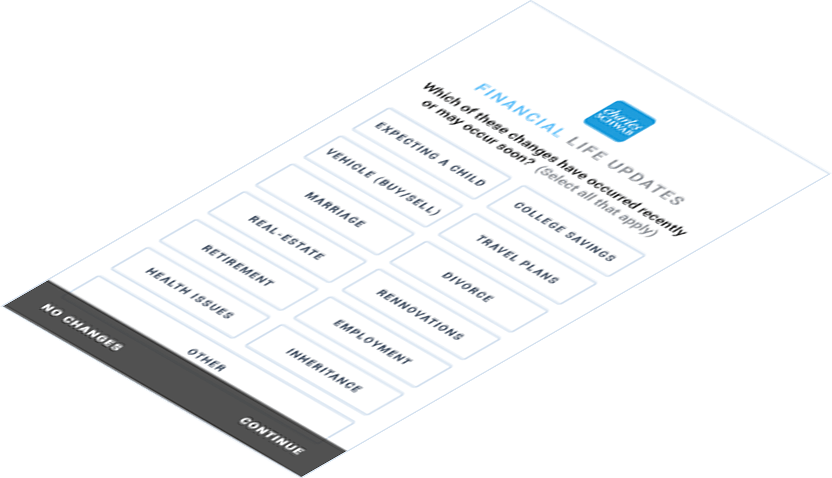 charles
SCHWAB
FINANCIAL LIFE UPDATES
Which of these changes have occurred recently
or may occur soon? (Select all that apply)
EXPECTING A CHILD
COLLEGE SAVINGS
VEHICLE (BUY/SELL)
TRAVEL PLANS
MARRIAGE
DIVORCE
REAL-ESTATE
RENNOVATIONS
RETIREMENT
EMPLOYMENT
HEALTH ISSUES
INHERITANCE
OTHER
NO CHANGES
CONTINUE